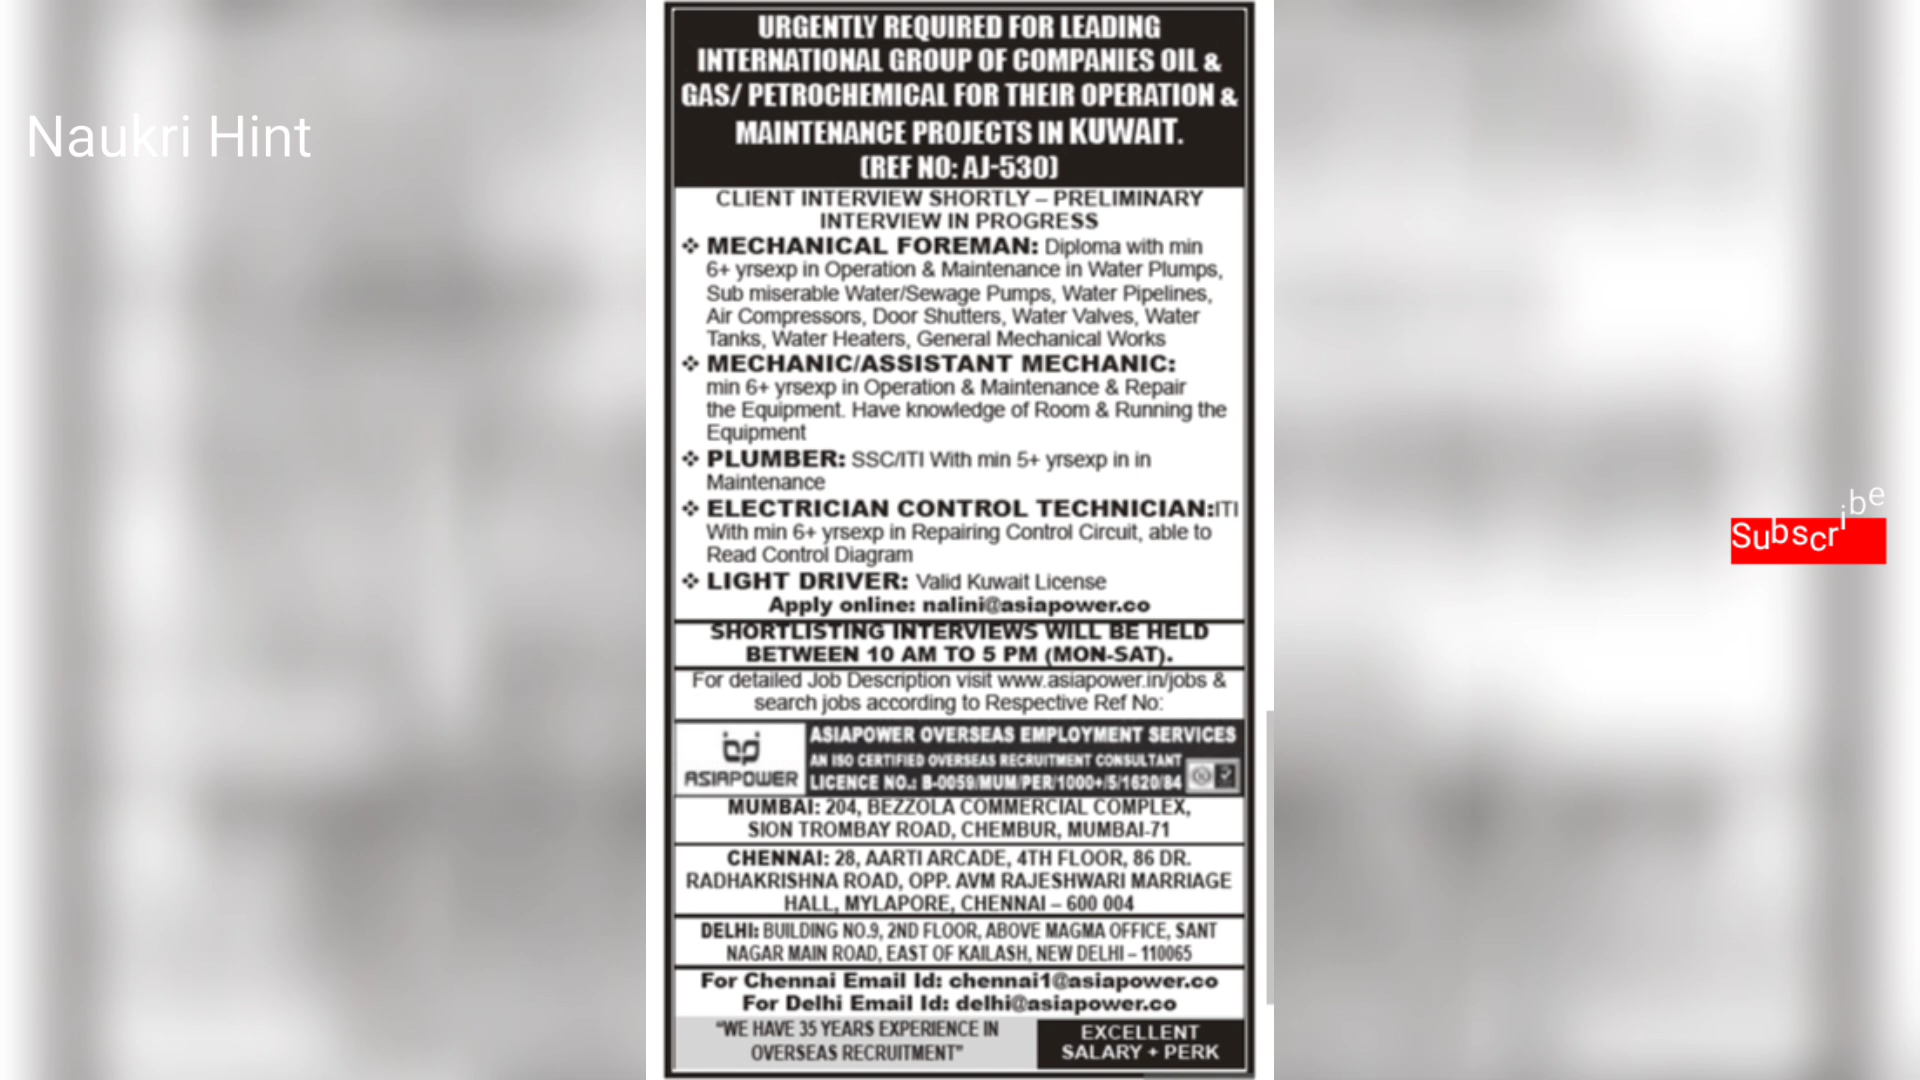 Naukri Hint
URGENTLY REQUIRED FOR LEADING
INTERNATIONAL GROUP OF COMPANIES OIL &
GAS/ PETROCHEMICAL FOR THEIR OPERATION &
MAINTENANCE PROJECTS IN KUWAIT.
(REF NO: AJ-530)
CLIENT INTERVIEW SHORTLY – PRELIMINARY
INTERVIEW IN PROGRESS
❖ MECHANICAL FOREMAN: Diploma with min
6+ yrsexp in Operation & Maintenance in Water Plumps,
Sub miserable Water/Sewage Pumps, Water Pipelines,
Air Compressors, Door Shutters, Water Valves, Water
Tanks, Water Heaters, General Mechanical Works
❖ MECHANIC/ASSISTANT MECHANIC:
min 6+ yrsexp in Operation & Maintenance & Repair
the Equipment. Have knowledge of Room & Running the
Equipment
❖ PLUMBER: SSC/ITI With min 5+ yrsexp in in
Maintenance
❖ ELECTRICIAN CONTROL TECHNICIAN:ITI
With min 6+ yrsexp in Repairing Control Circuit, able to
Read Control Diagram
❖ LIGHT DRIVER: Valid Kuwait License
Apply online: nalini@asiapower.co
SHORTLISTING INTERVIEWS WILL BE HELD
BETWEEN 10 AM TO 5 PM (MON-SAT).
For detailed Job Description visit www.asiapower.in/jobs &
search jobs according to Respective Ref No:
ASIAPOWER
ASIAPOWER OVERSEAS EMPLOYMENT SERVICES
AN ISO CERTIFIED OVERSEAS RECRUITMENT CONSULTANT
LICENCE NO.: B-0059/MUM/PER/1000+/5/1620/84
MUMBAI: 204, BEZZOLA COMMERCIAL COMPLEX,
SION TROMBAY ROAD, CHEMBUR, MUMBAI-71
CHENNAI: 28, AARTI ARCADE, 4TH FLOOR, 86 DR.
RADHAKRISHNA ROAD, OPP. AVM RAJESHWARI MARRIAGE
HALL, MYLAPORE, CHENNAI – 600 004
DELHI: BUILDING NO.9, 2ND FLOOR, ABOVE MAGMA OFFICE, SANT
NAGAR MAIN ROAD, EAST OF KAILASH, NEW DELHI – 110065
For Chennai Email Id: chennai1@asiapower.co
For Delhi Email Id: delhi@asiapower.co
“WE HAVE 35 YEARS EXPERIENCE IN
OVERSEAS RECRUITMENT”
EXCELLENT
SALARY + PERK
Subscribe